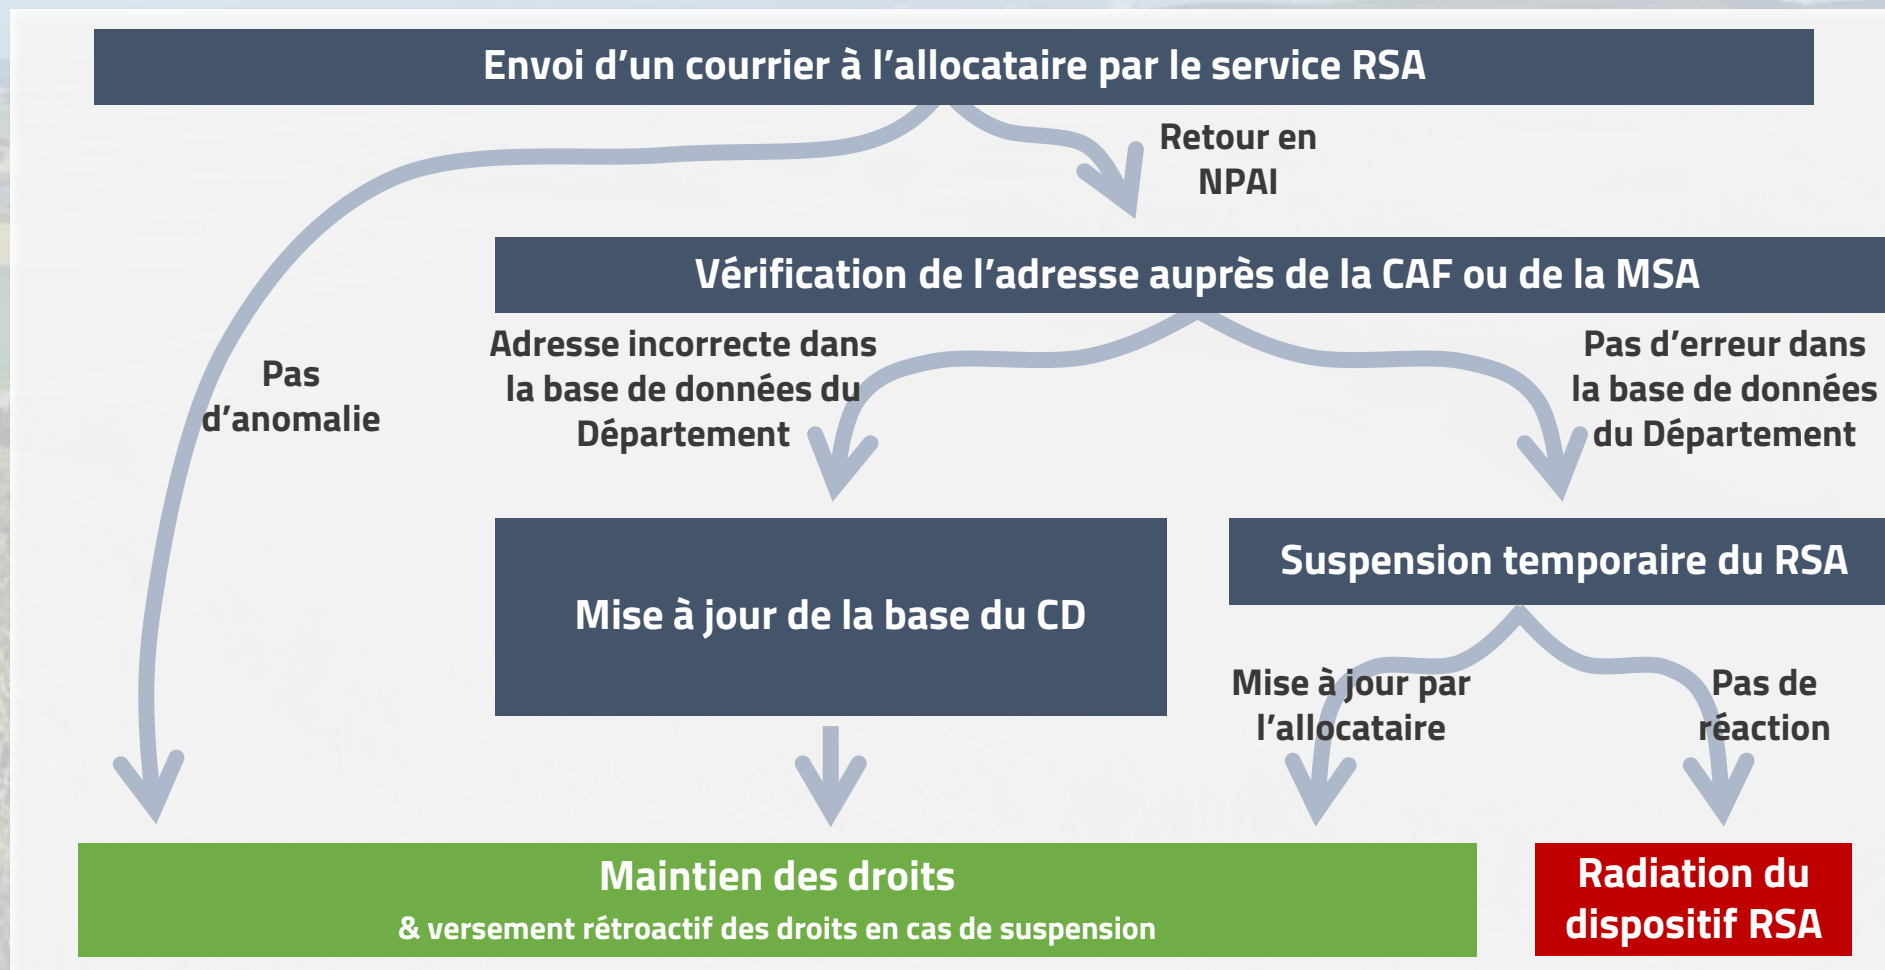 Envoi d’un courrier à l’allocataire par le service RSA
Retour en
NPAI
Vérification de l’adresse auprès de la CAF ou de la MSA
Pas
d’anomalie
Adresse incorrecte dans
la base de données du
Département
Pas d’erreur dans
la base de données
du Département
Mise à jour de la base du CD
Suspension temporaire du RSA
Mise à jour par
l’allocataire
Pas de
réaction
Maintien des droits
& versement rétroactif des droits en cas de suspension
Radiation du
dispositif RSA